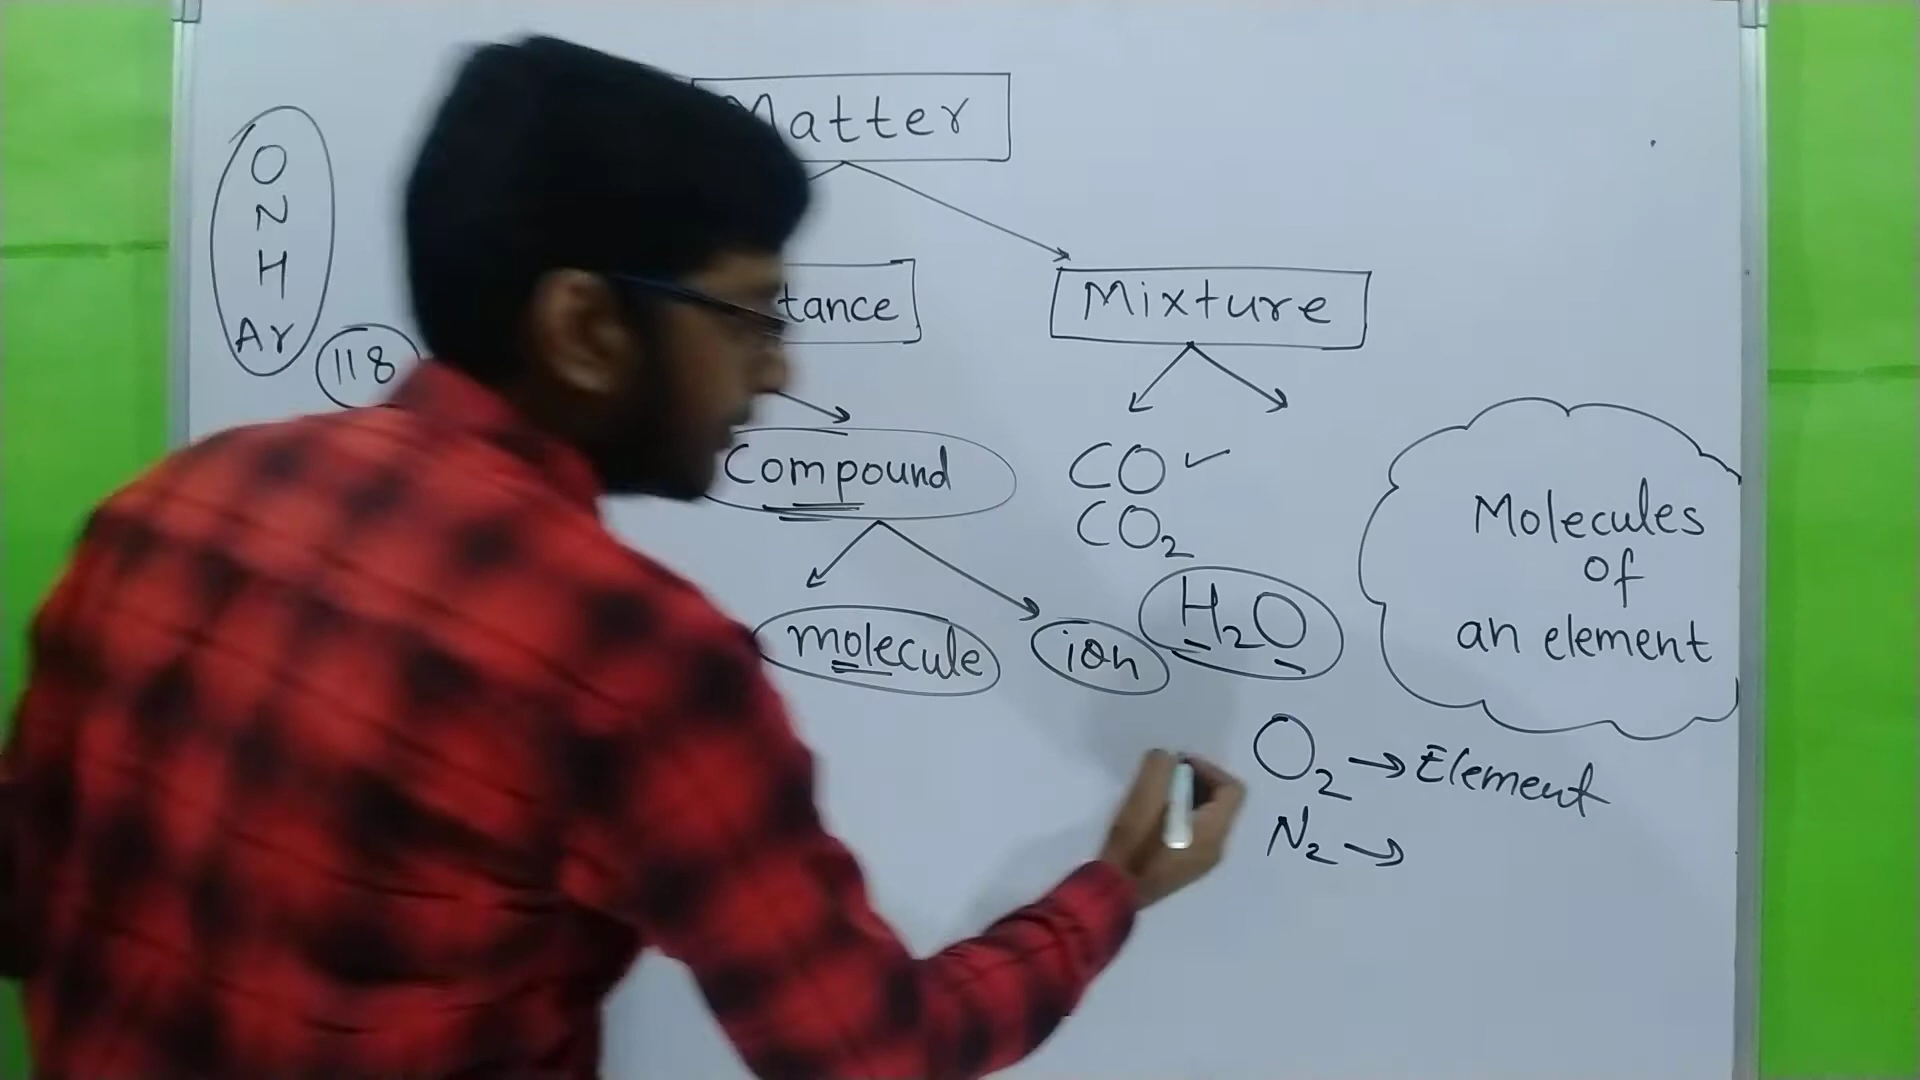 Matter
O
N
H
Ar
118
tance
Mixture
Compound
CO ✓
CO₂
molecule
ion
H₂O
Molecules
of
an element
O₂ → Element
N₂ →